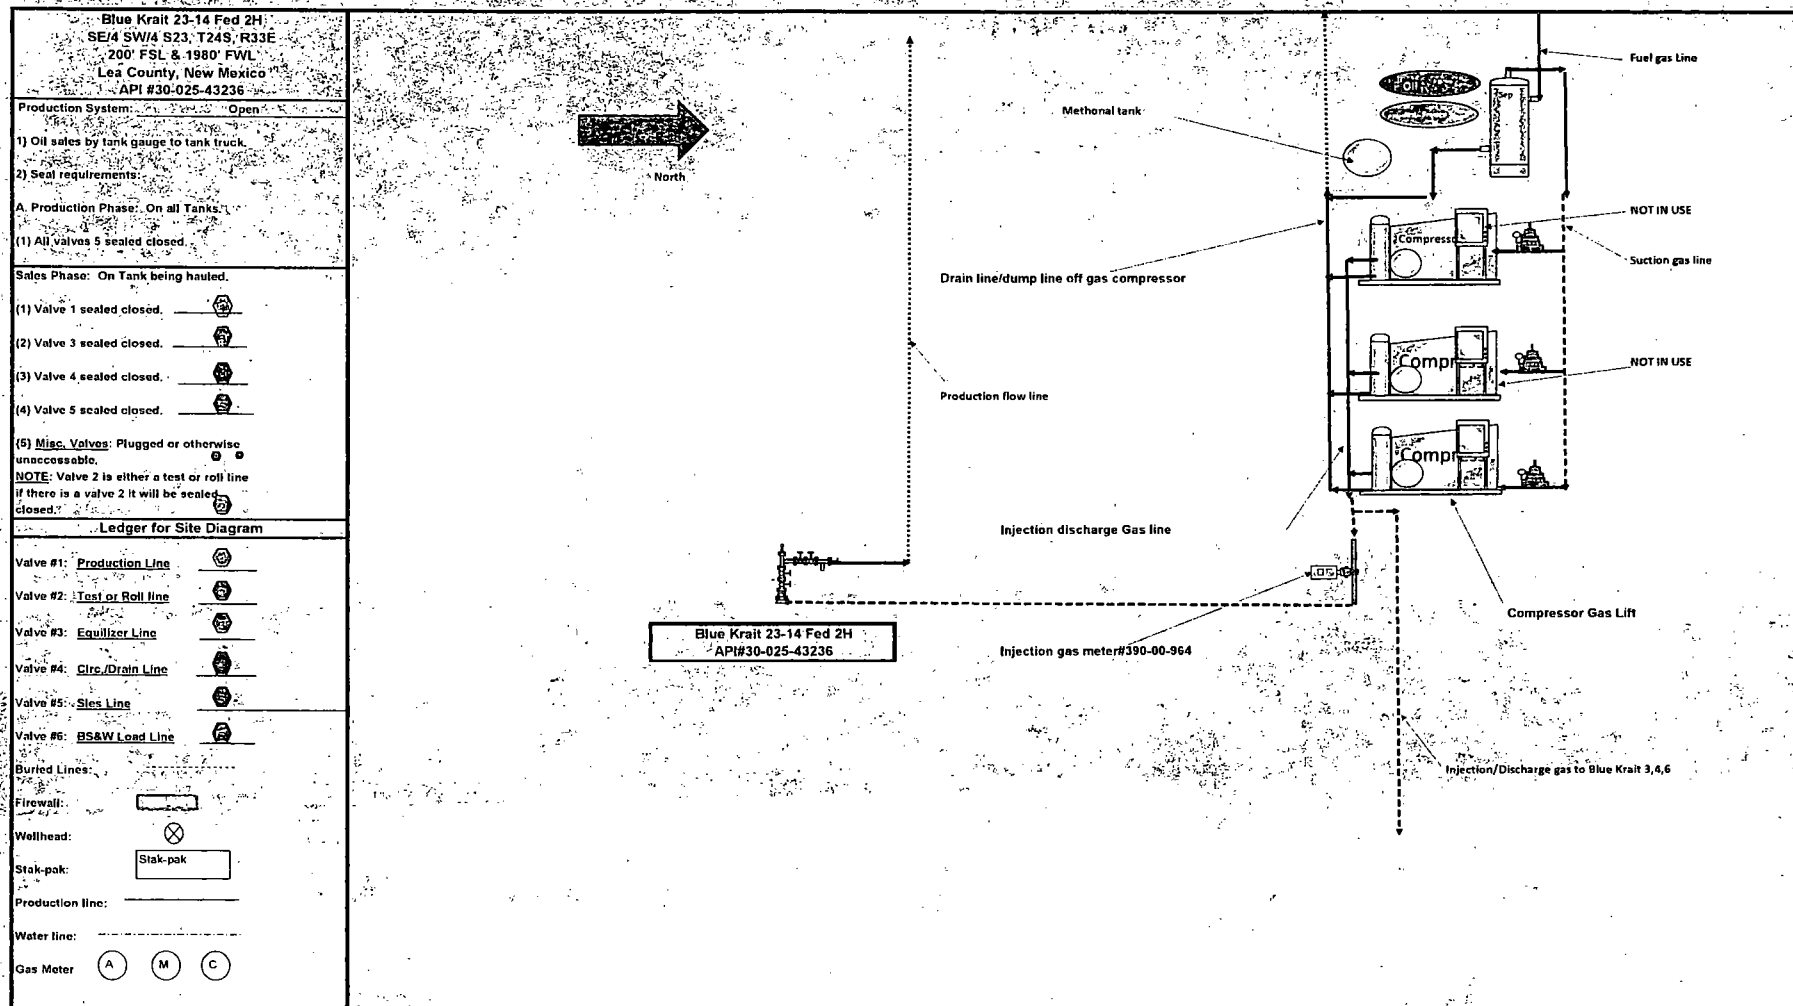 Blue Krait 23-14 Fed 2H
SE/4 SW/4 S23, T24S, R33E
200' FSL & 1980' FWL
Lea County, New Mexico
API #30-025-43236
Production System: Open
1) Oil sales by tank gauge to tank truck.
2) Seal requirements:
A. Production Phase: On all Tanks.
(1) All valves 5 sealed closed.
Sales Phase: On Tank being hauled.
(1) Valve 1 sealed closed.
(2) Valve 3 sealed closed.
(3) Valve 4 sealed closed.
(4) Valve 5 sealed closed.
(5) Misc. Valves: Plugged or otherwise
unaccessable.
NOTE: Valve 2 is either a test or roll line
if there is a valve 2 it will be sealed
closed.
Ledger for Site Diagram
Valve #1: Production Line
Valve #2: Test or Roll line
Valve #3: Equilizer Line
Valve #4: Circ./Drain Line
Valve #5: Sles Line
Valve #6: BS&W Load Line
Buried Lines:
Firewall:
Wellhead:
Stak-pak:
Stak-pak
Production line:
Water line:
Gas Meter A M C
North
Production flow line
Blue Krait 23-14 Fed 2H
API#30-025-43236
Methonal tank
Drain line/dump line off gas compressor
Injection discharge Gas line
Injection gas meter#390-00-964
Sep
Compresso
Compr
Compr
Fuel gas Line
NOT IN USE
Suction gas line
NOT IN USE
Compressor Gas Lift
Injection/Discharge gas to Blue Krait 3,4,6